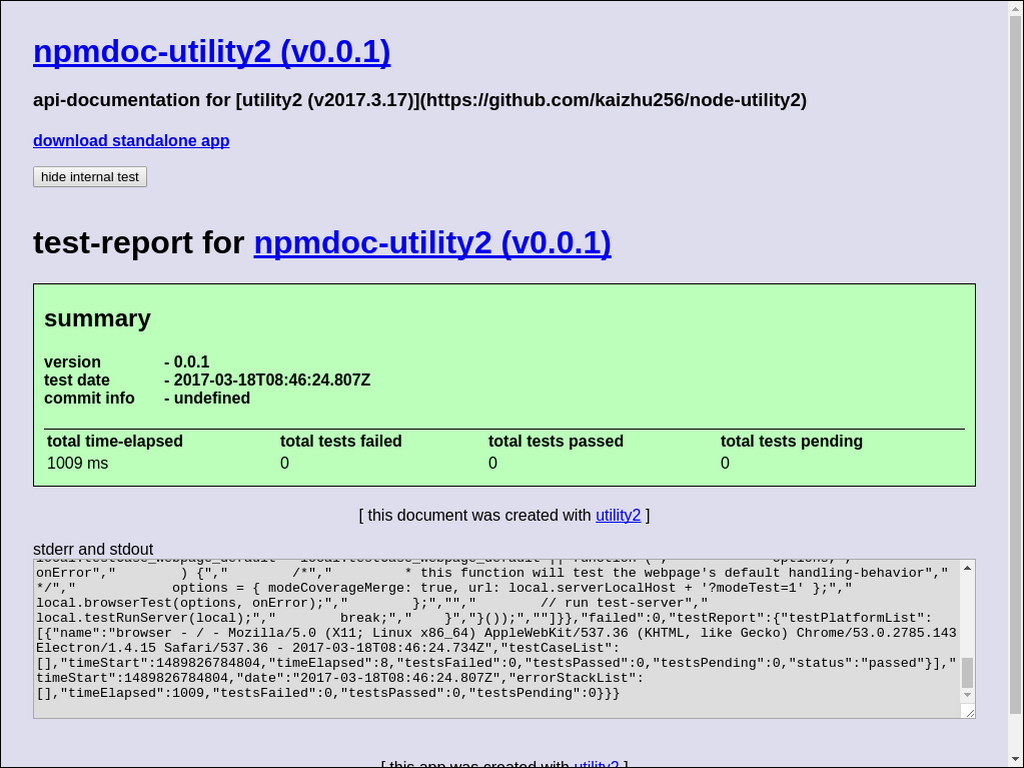 npmdoc-utility2 (v0.0.1)
api-documentation for [utility2 (v2017.3.17)](https://github.com/kaizhu256/node-utility2)
download standalone app
hide internal test
test-report for npmdoc-utility2 (v0.0.1)
summary
version - 0.0.1
test date - 2017-03-18T08:46:24.807Z
commit info - undefined
total time-elapsed total tests failed total tests passed total tests pending
1009 ms 0 0 0
[ this document was created with utility2 ]
stderr and stdout
local.testCase_webpage_default = local.testCase_webpage_default || function (","            options,","
onError","        ) {","        /*","         * this function will test the webpage's default handling-behavior","
*/","            options = { modeCoverageMerge: true, url: local.serverLocalHost + '?modeTest=1' };","
local.browserTest(options, onError);","        };","","        // run test-server","
local.testRunServer(local);","        break;","    }","}());","","]}},"failed":0,"testReport":{"testPlatformList":
[{"name":"browser - / - Mozilla/5.0 (X11; Linux x86_64) AppleWebKit/537.36 (KHTML, like Gecko) Chrome/53.0.2785.143
Electron/1.4.15 Safari/537.36 - 2017-03-18T08:46:24.734Z","testCaseList":
[],"timeStart":1489826784804,"timeElapsed":8,"testsFailed":0,"testsPassed":0,"testsPending":0,"status":"passed"}],"
timeStart":1489826784804,"date":"2017-03-18T08:46:24.807Z","errorStackList":
[],"timeElapsed":1009,"testsFailed":0,"testsPassed":0,"testsPending":0}}}
[ this app was created with utility2 ]